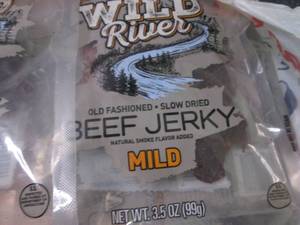 WILD
River
OLD FASHIONED • SLOW DRIED
BEEF JERKY
NATURAL SMOKE FLAVOR ADDED
MILD
NET WT. 3.5 OZ (99g)